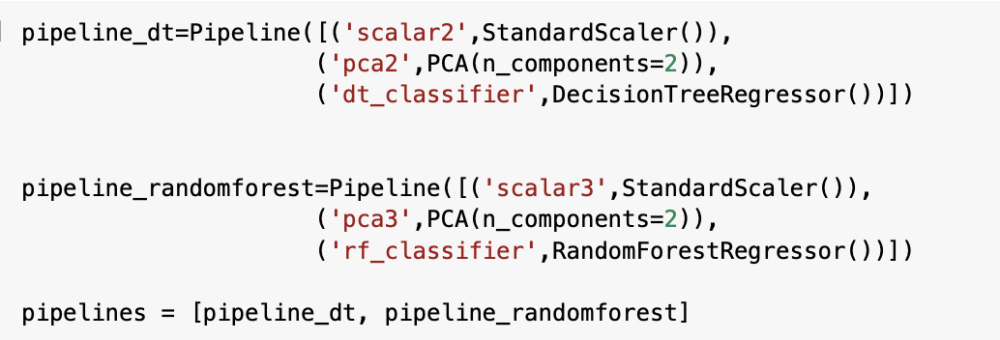 pipeline_dt=Pipeline([('scalar2',StandardScaler()),
('pca2',PCA(n_components=2)),
('dt_classifier',DecisionTreeRegressor())])
pipeline_randomforest=Pipeline([('scalar3',StandardScaler()),
('pca3',PCA(n_components=2)),
('rf_classifier',RandomForestRegressor())])
pipelines = [pipeline_dt, pipeline_randomforest]